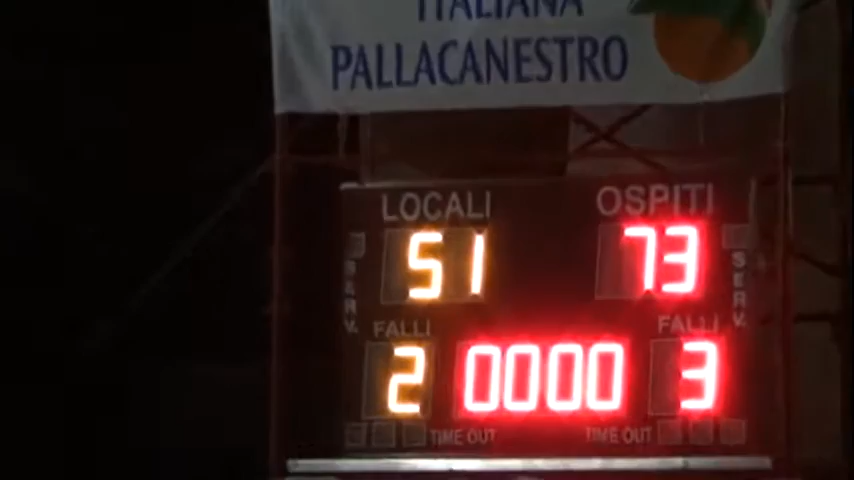 ITALIANA
PALLACANESTRO
LOCALI OSPITI
51 73
SERV. SERV.
FALLI FALLI
2 0000 3
TIME OUT TIME OUT